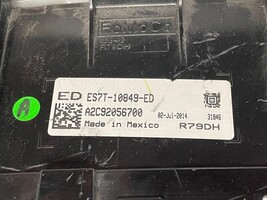 FoMoCo
R79DH
ED ES7T-10849-ED
A2C92056700
02-Jul-2014 31846
Made in Mexico R79DH
A